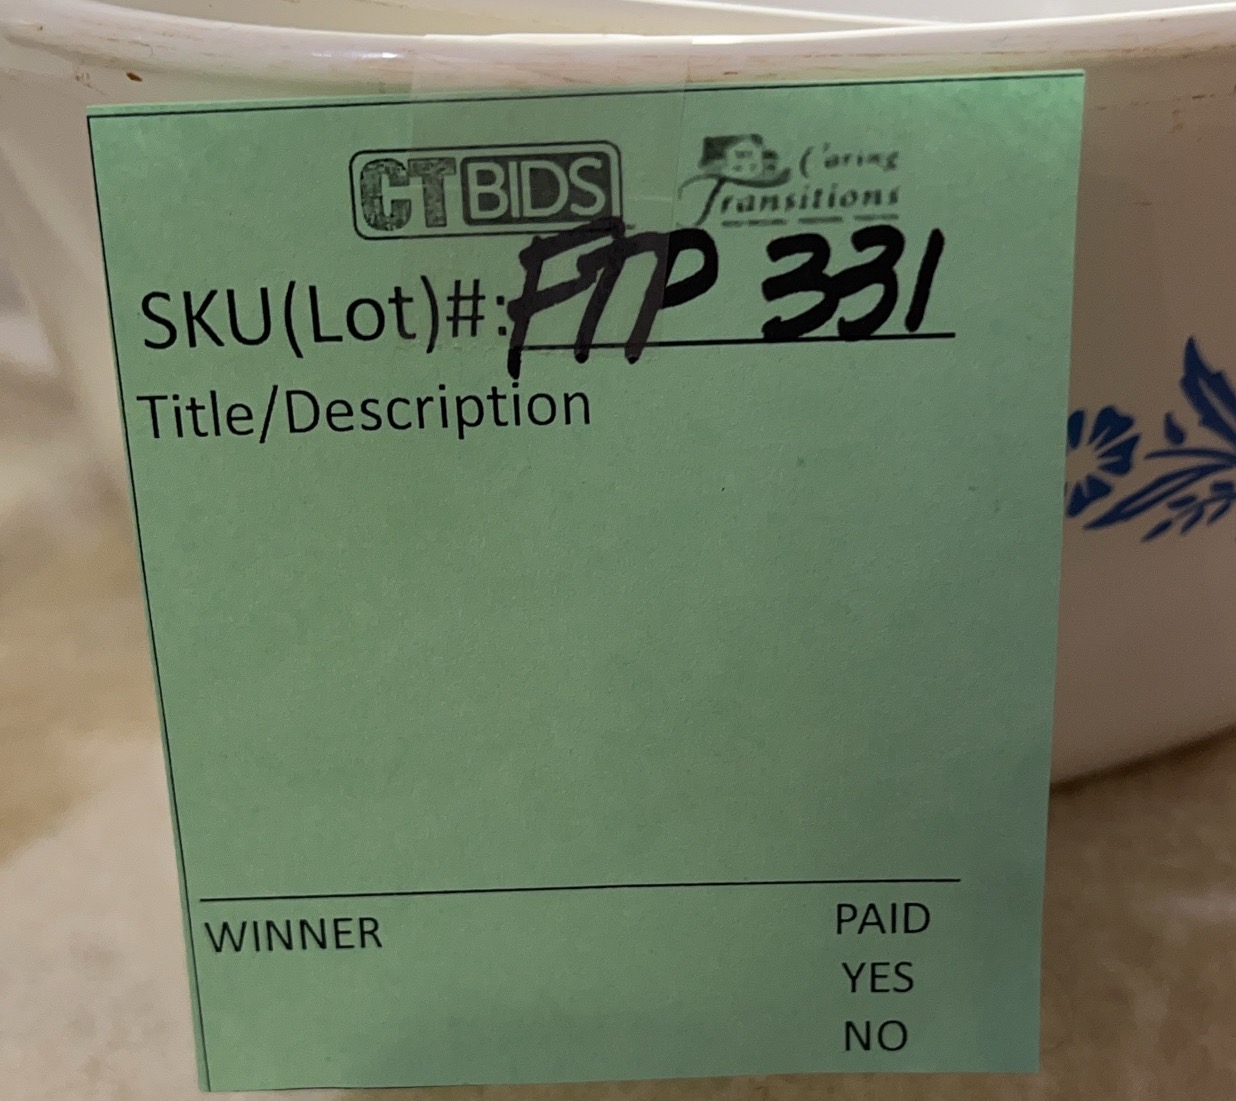 CTBIDS
Caring
Transitions
SKU(Lot)#: FTP 331
Title/Description
WINNER
PAID
YES
NO